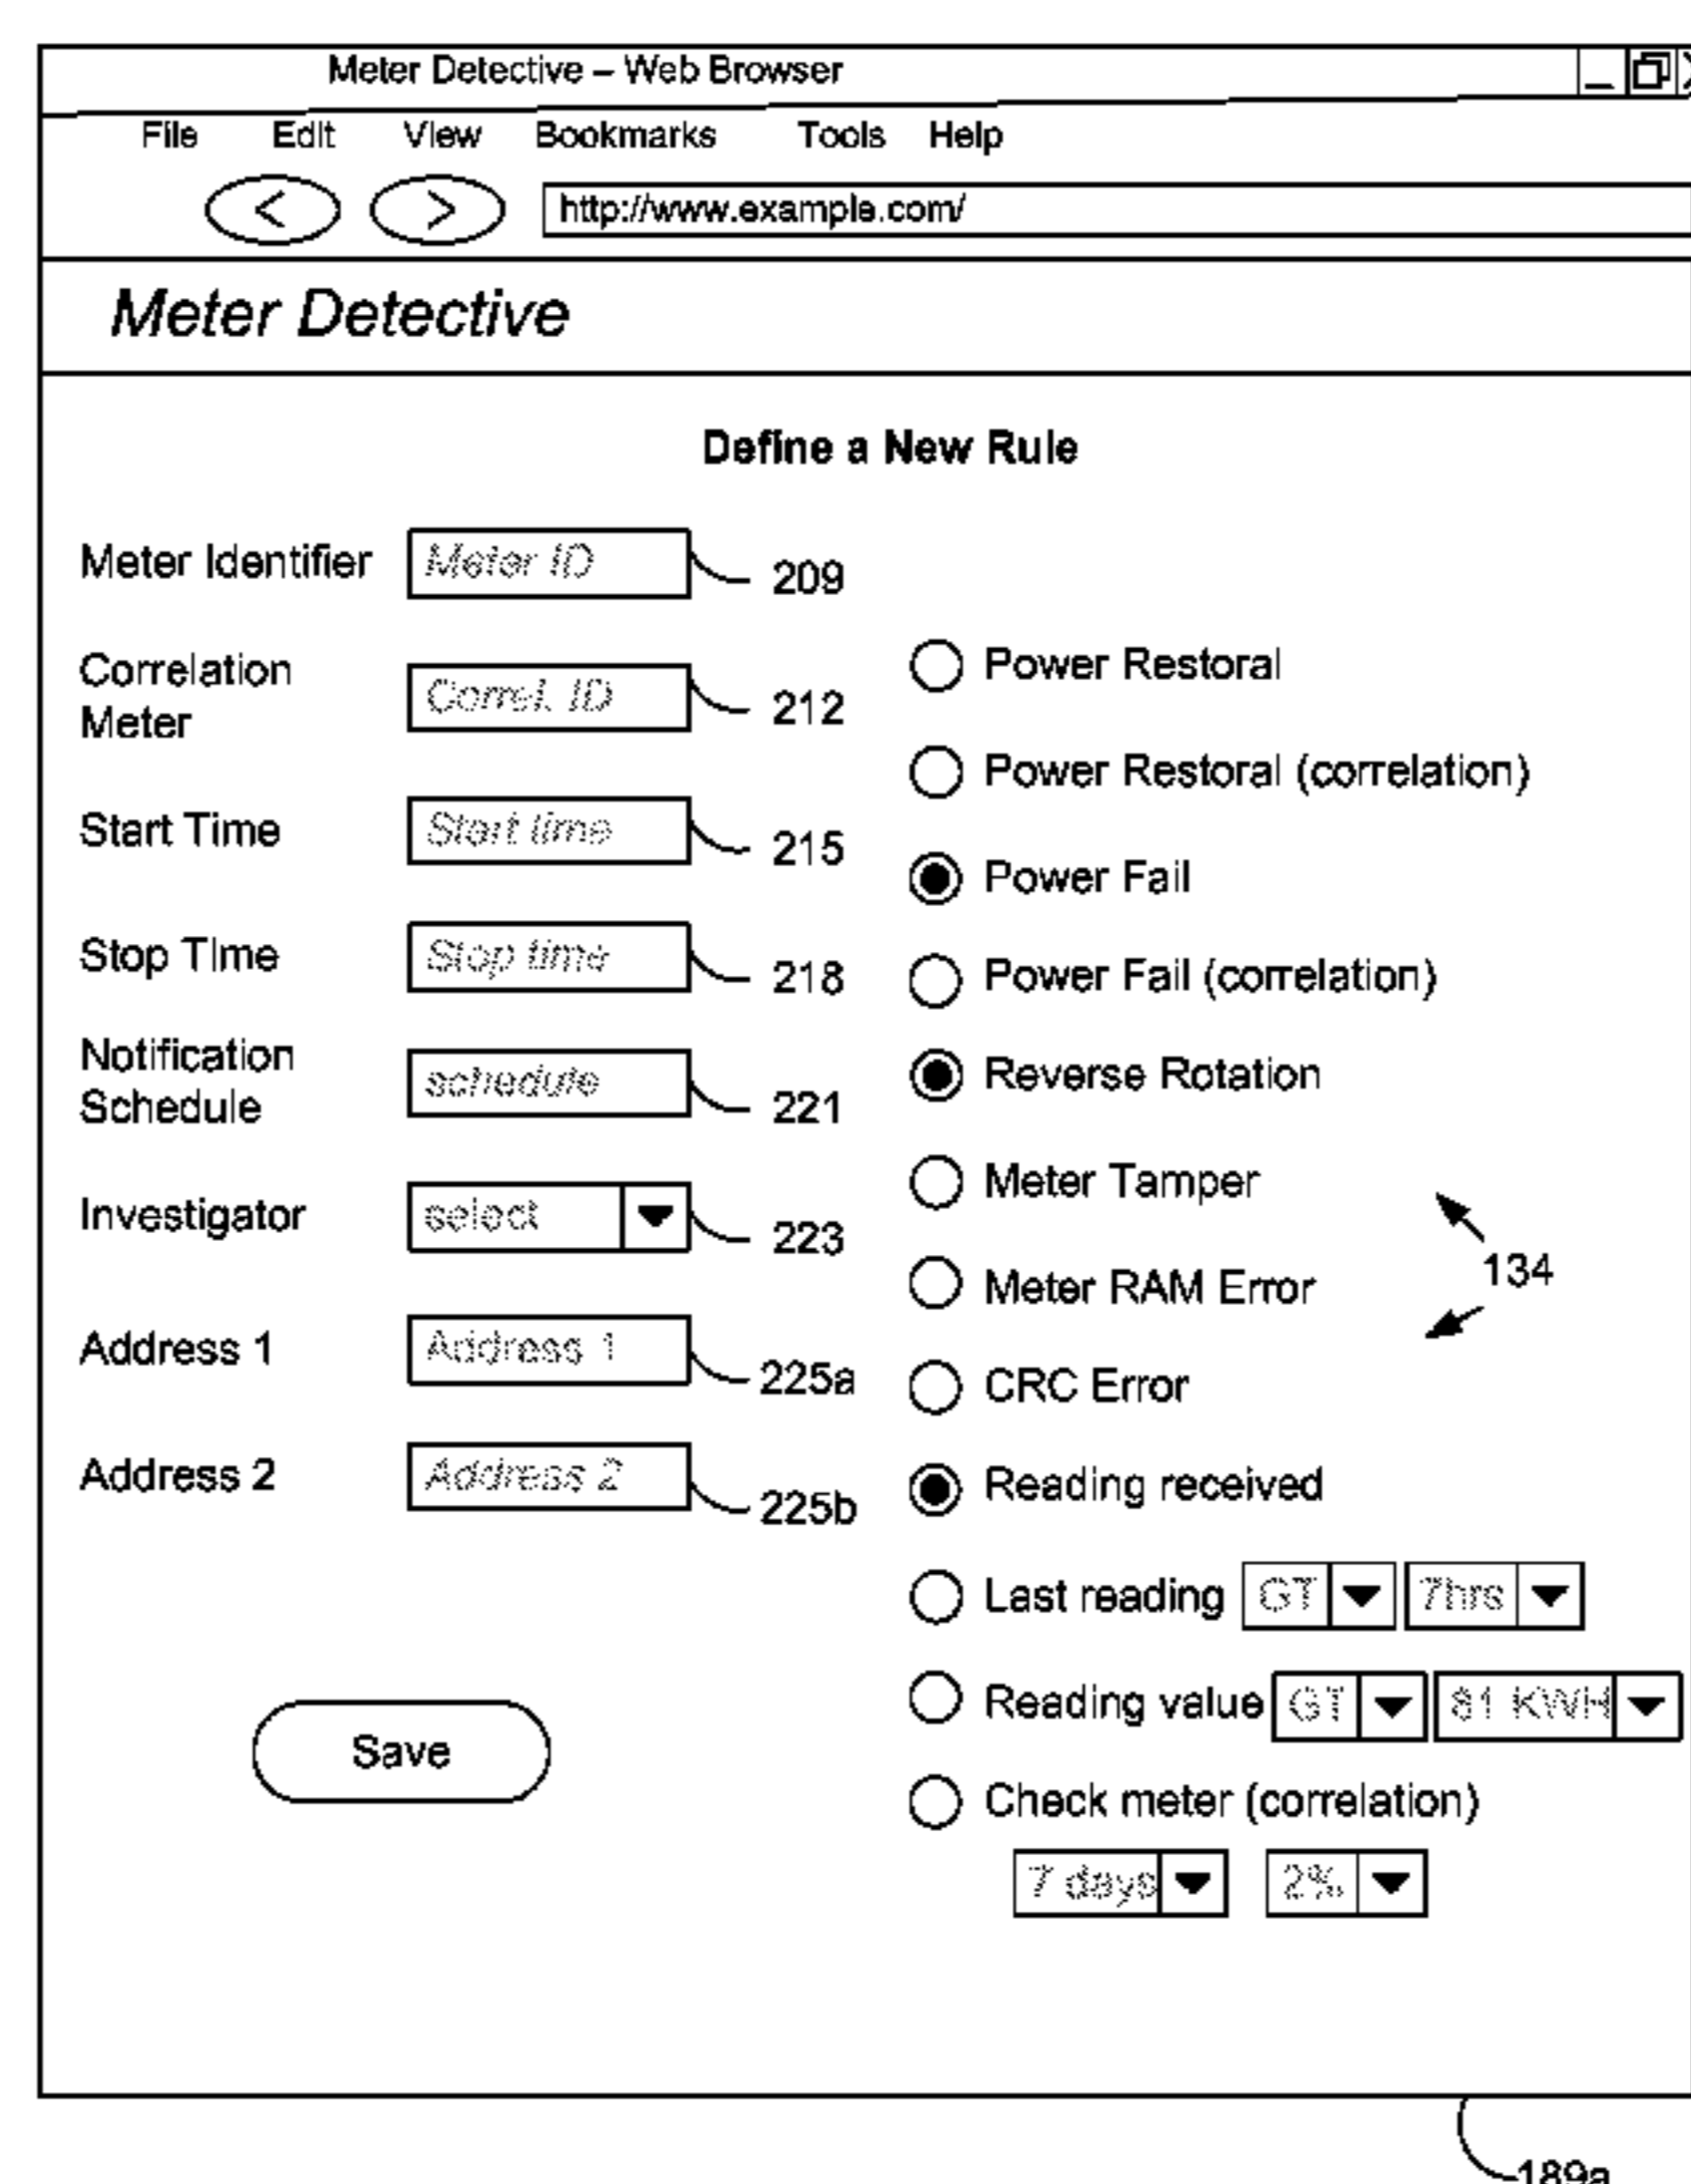 Meter Detective – Web Browser
File Edit View Bookmarks Tools Help
< > http://www.example.com/
Meter Detective
Define a New Rule
Meter Identifier Meter ID 209
Correlation Meter Correl. ID 212
Start Time Start time 215
Stop TIme Stop time 218
Notification Schedule schedule 221
Investigator select 223
Address 1 Address 1 225a
Address 2 Address 2 225b
Save
Power Restoral
Power Restoral (correlation)
Power Fail
Power Fail (correlation)
Reverse Rotation
Meter Tamper
134
Meter RAM Error
CRC Error
Reading received
Last reading GT 7hrs
Reading value GT 81 KWH
Check meter (correlation)
7 days 2%
189a